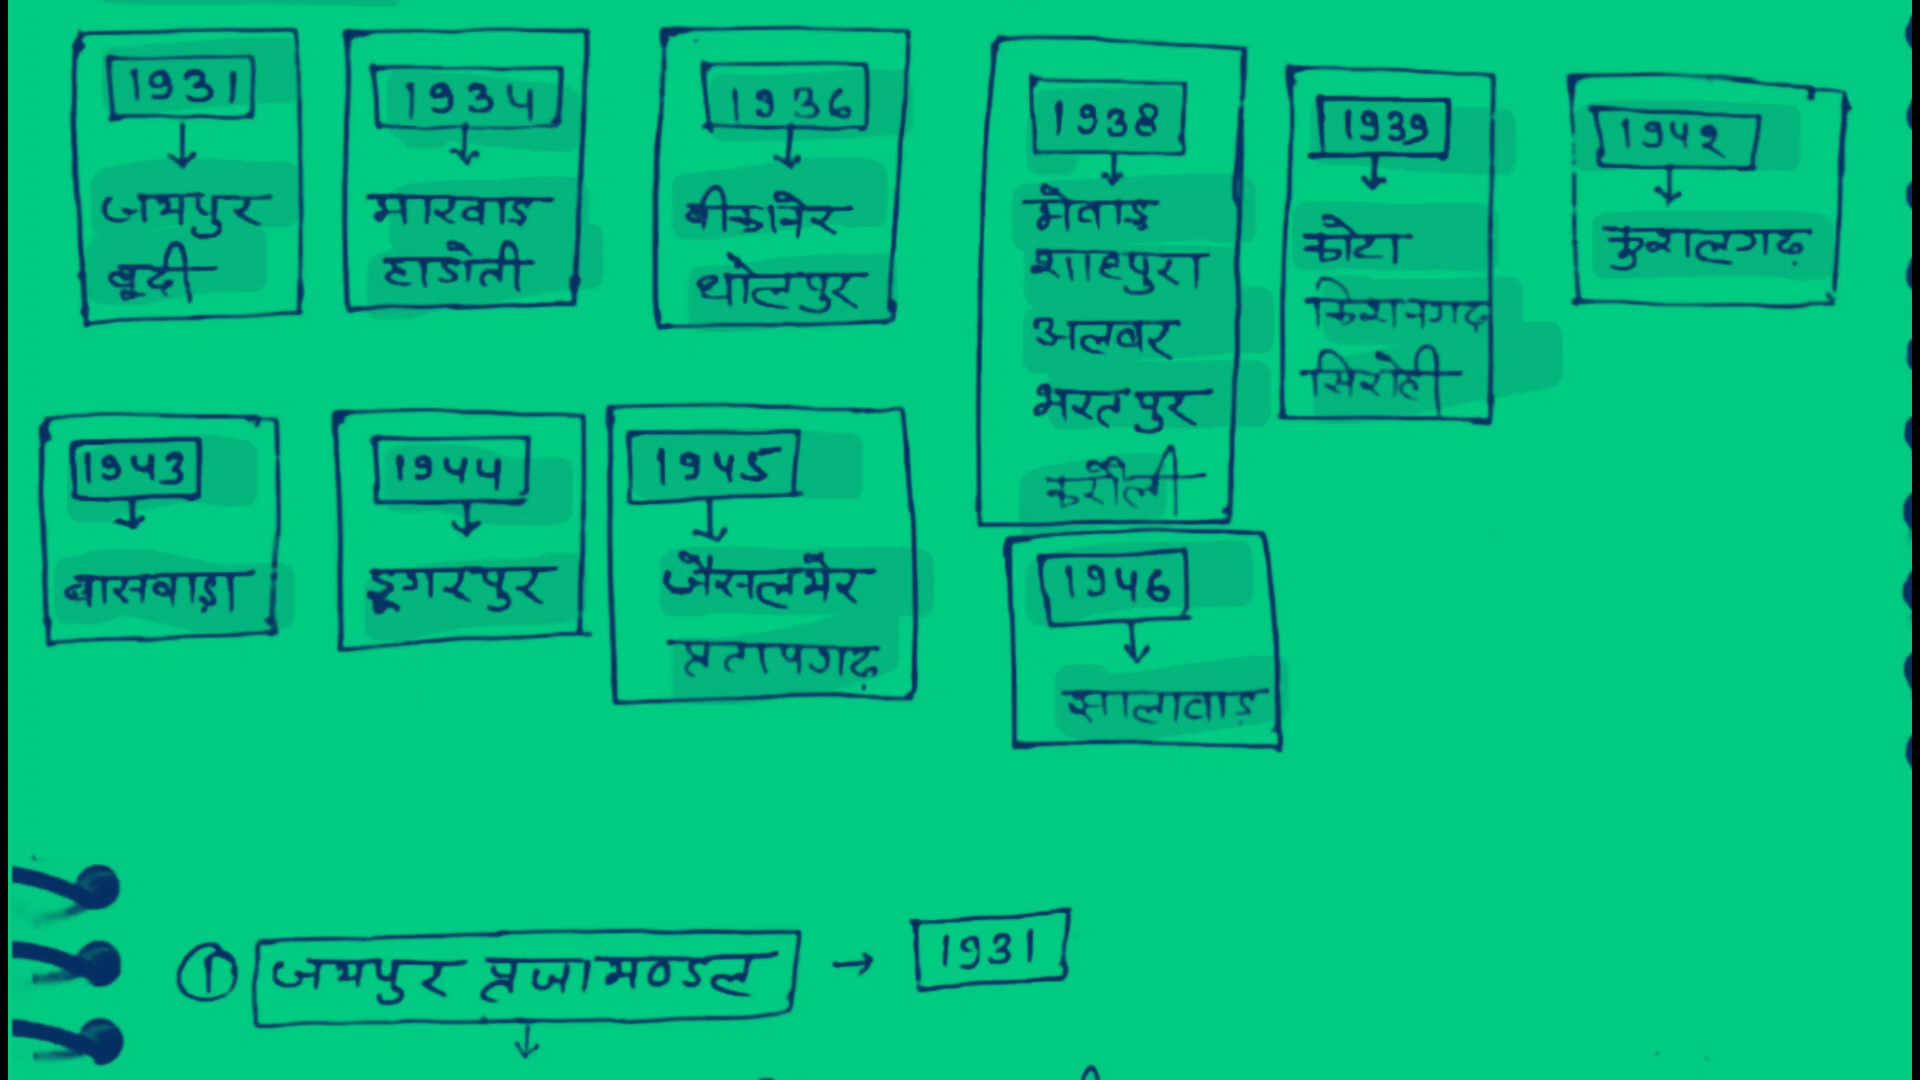 1931
जयपुर
बूदी
1934
मारवाड
हाडोती
1936
बीकानेर
धोलपुर
1938
मेवाड
शाहपुरा
अलवर
भरतपुर
करौली
1939
कोटा
किशनगढ
सिरोही
1942
कुशलगढ़
1943
बासवाड़ा
1944
डूगरपुर
1945
जैसलमेर
प्रतापगढ़
1946
झालावाड़
① जयपुर प्रजामण्डल → 1931